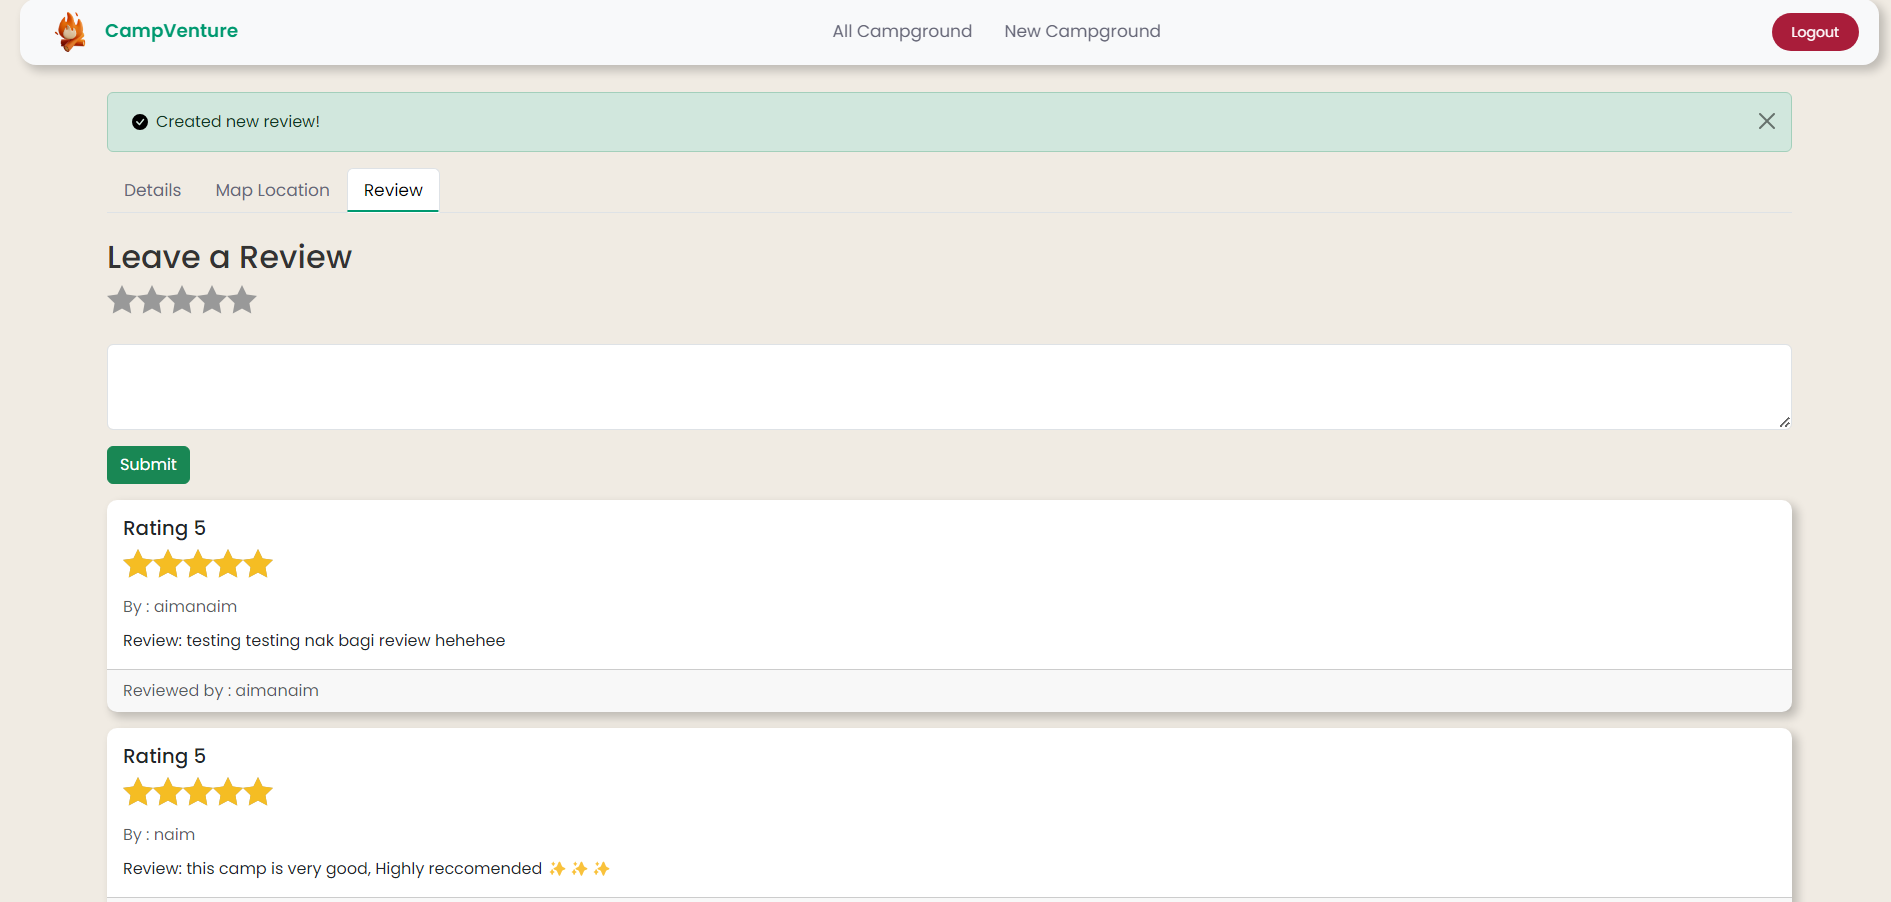 CampVenture
All Campground
New Campground
Logout
Created new review!
Details
Map Location
Review
Leave a Review
Submit
Rating 5
By : aimanaim
Review: testing testing nak bagi review hehehee
Reviewed by : aimanaim
Rating 5
By : naim
Review: this camp is very good, Highly reccomended ✨ ✨ ✨